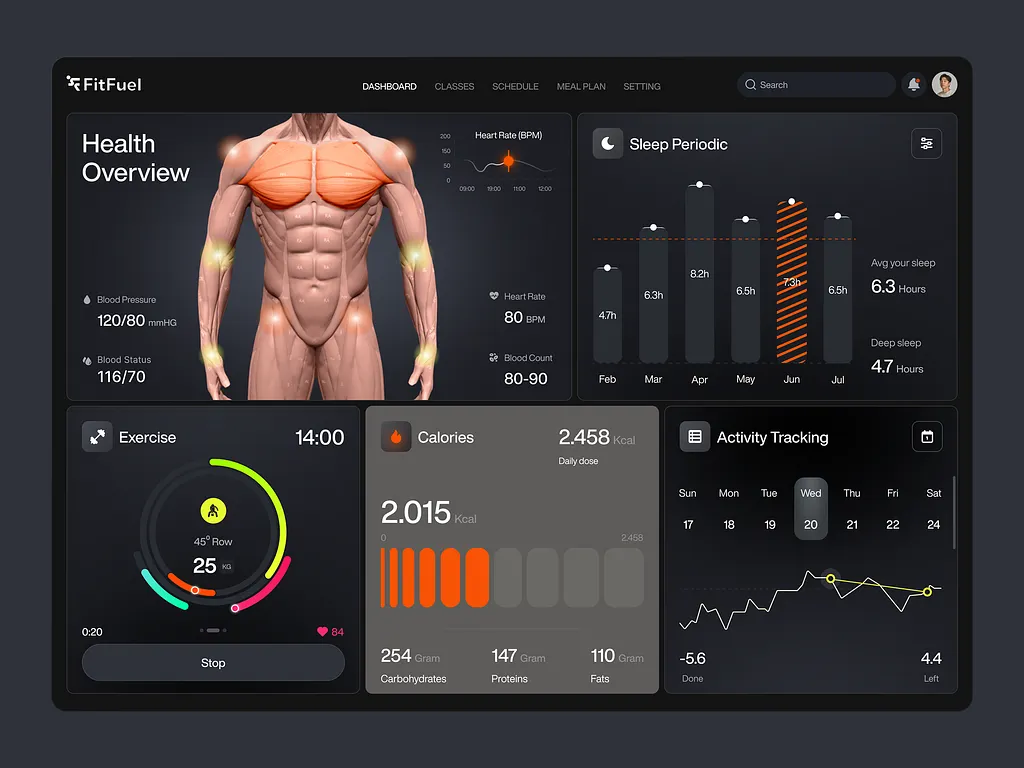 FitFuel
DASHBOARD
CLASSES
SCHEDULE
MEAL PLAN
SETTING
Search
Health
Overview
Heart Rate (BPM)
200
150
50
0
09:00
19:00
11:00
12:00
Blood Pressure
120/80 mmHG
Blood Status
116/70
Heart Rate
80 BPM
Blood Count
80-90
Sleep Periodic
4.7h
6.3h
8.2h
6.5h
7.3h
6.5h
Feb
Mar
Apr
May
Jun
Jul
Avg your sleep
6.3 Hours
Deep sleep
4.7 Hours
Exercise
14:00
45° Row
25 KG
0:20
84
Stop
Calories
2.458 Kcal
Daily dose
2.015 Kcal
0
2.458
254 Gram
Carbohydrates
147 Gram
Proteins
110 Gram
Fats
Activity Tracking
Sun
Mon
Tue
Wed
Thu
Fri
Sat
17
18
19
20
21
22
24
-5.6
Done
4.4
Left